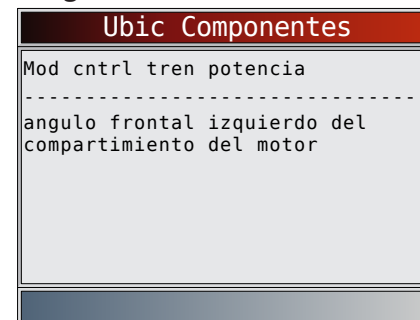 Ubic Componentes
Mod cntrl tren potencia
--------------------------------
angulo frontal izquierdo del
compartimiento del motor